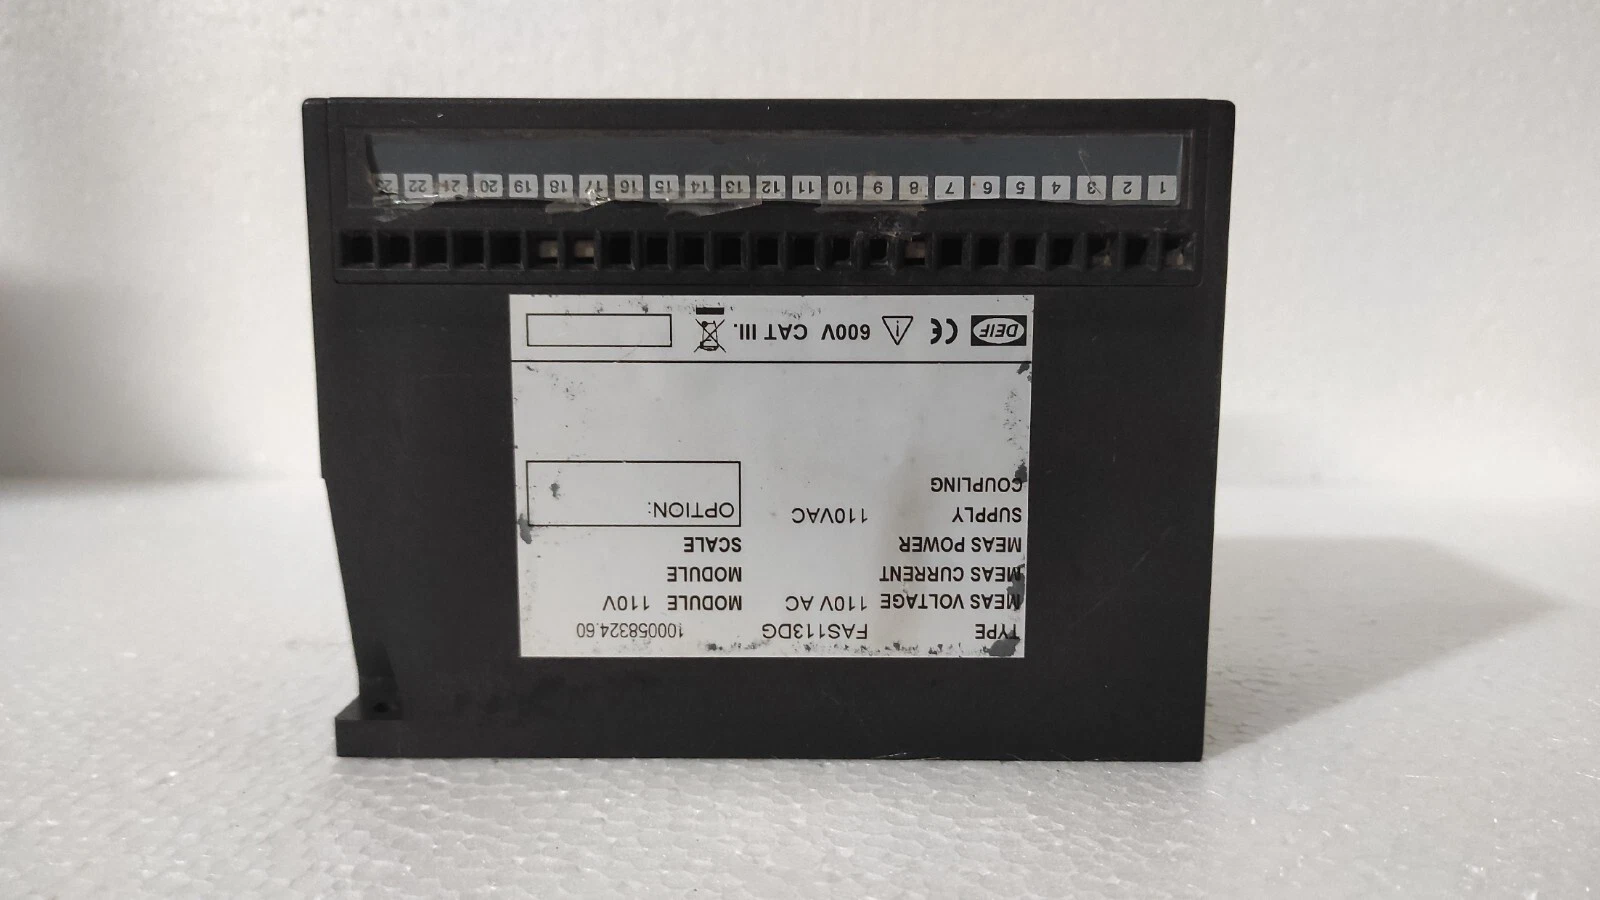 TYPE FAS113DG 100058324.60
MEAS VOLTAGE 110V AC MODULE 110V
MEAS CURRENT MODULE
MEAS POWER SCALE
SUPPLY 110VAC OPTION:
COUPLING
DEIF CE 600V CAT III.
1 2 3 4 5 6 7 8 9 10 11 12 13 14 15 16 17 18 19 20 21 22 23